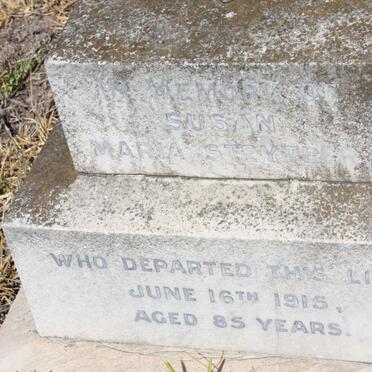 IN MEMORY OF
SUSAN
MARIA
WHO DEPARTED THIS LI
JUNE 16TH 1915,
AGED 85 YEARS.